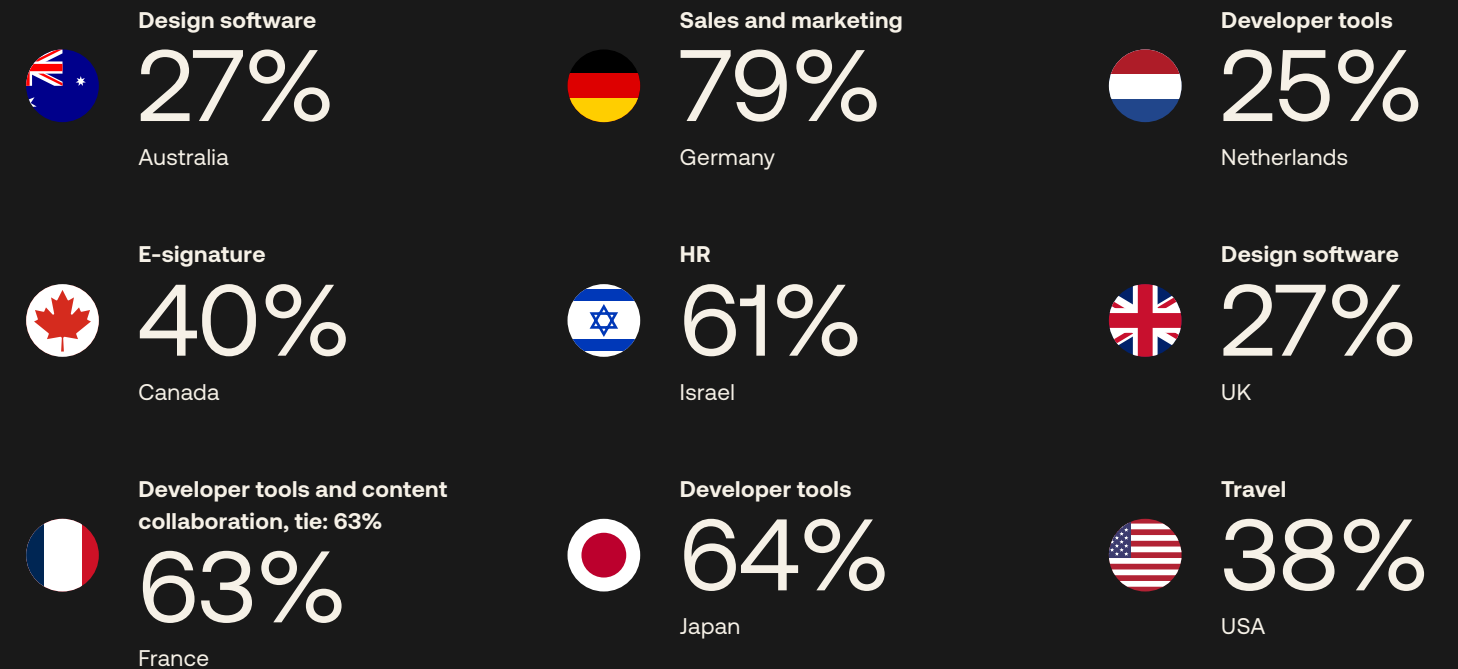 Design software
27%
Australia
Sales and marketing
79%
Germany
Developer tools
25%
Netherlands
E-signature
40%
Canada
HR
61%
Israel
Design software
27%
UK
Developer tools and content
collaboration, tie: 63%
63%
France
Developer tools
64%
Japan
Travel
38%
USA